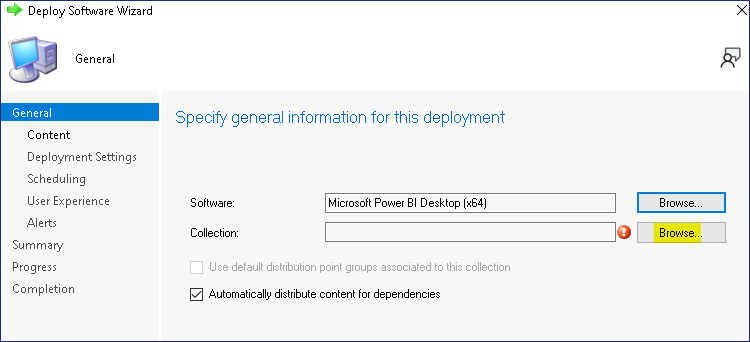 Deploy Software Wizard
General
General
Content
Deployment Settings
Scheduling
User Experience
Alerts
Summary
Progress
Completion
Specify general information for this deployment
Software:
Microsoft Power BI Desktop (x64)
Browse...
Collection:
Browse...
Use default distribution point groups associated to this collection
Automatically distribute content for dependencies